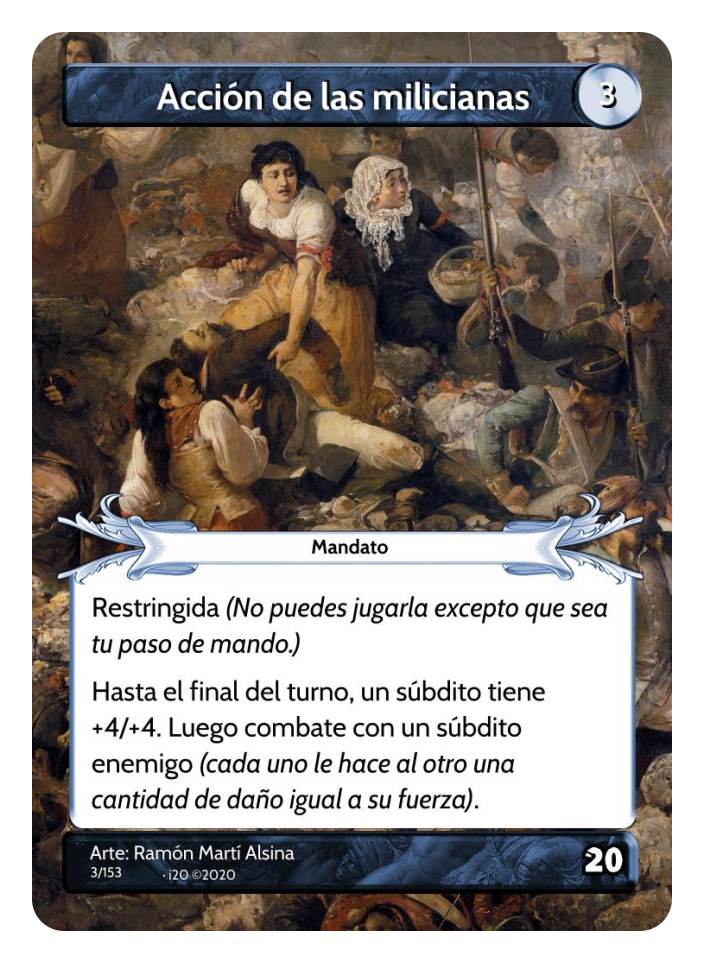 Acción de las milicianas
3
Mandato
Restringida (No puedes jugarla excepto que sea
tu paso de mando.)
Hasta el final del turno, un súbdito tiene
+4/+4. Luego combate con un súbdito
enemigo (cada uno le hace al otro una
cantidad de daño igual a su fuerza).
Arte: Ramón Martí Alsina
3/153 · i20 ©2020
20